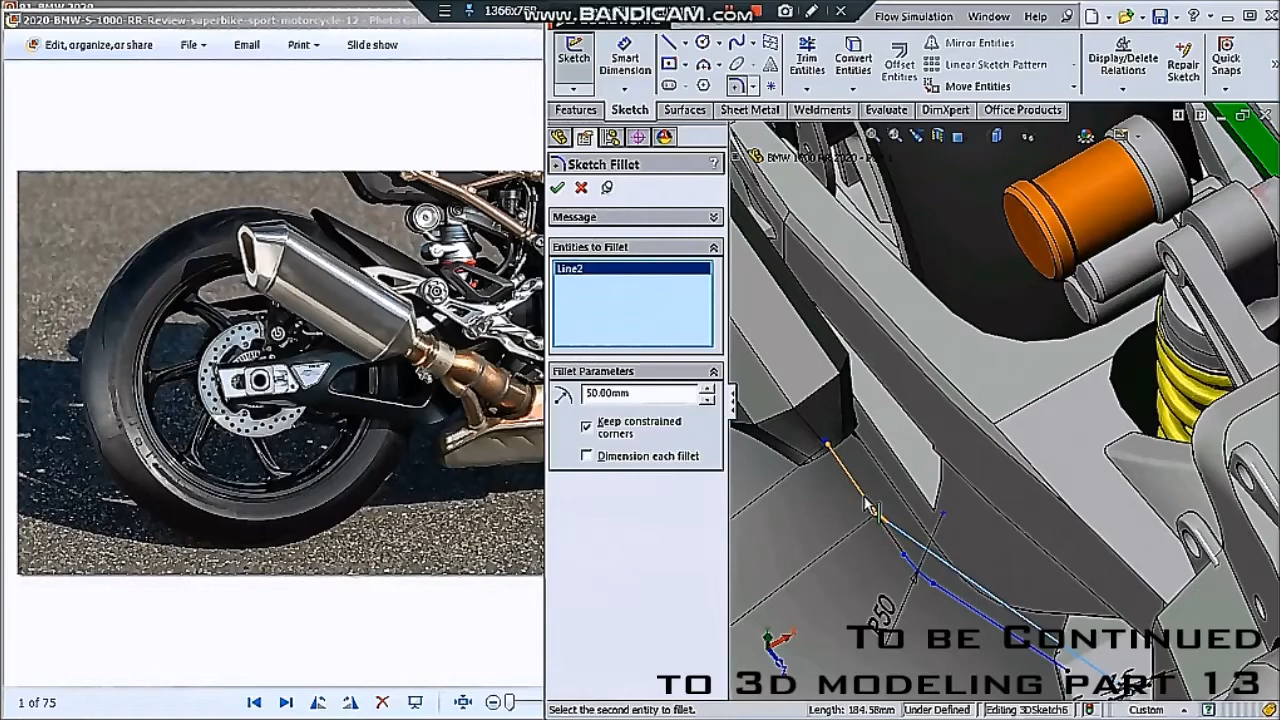 2020-BMW-S-1000-RR-Review-superbike-sport-motorcycle-12 - Photo Gal
1366x768
www.BANDICAM.com
Flow Simulation Window Help
Edit, organize, or share File Email Print Slide show
Sketch
Smart Dimension
Trim Entities
Convert Entities
Offset Entities
Mirror Entities
Linear Sketch Pattern
Move Entities
Display/Delete Relations
Repair Sketch
Quick Snaps
Features Sketch Surfaces Sheet Metal Weldments Evaluate DimXpert Office Products
Sketch Fillet ?
Message
Entities to Fillet
Line2
Fillet Parameters
50.00mm
Keep constrained
corners
Dimension each fillet
R50
To be Continued
to 3D modeling part 13
1 of 75
Select the second entity to fillet.
Length: 184.58mm Under Defined Editing 3DSketch6 Custom